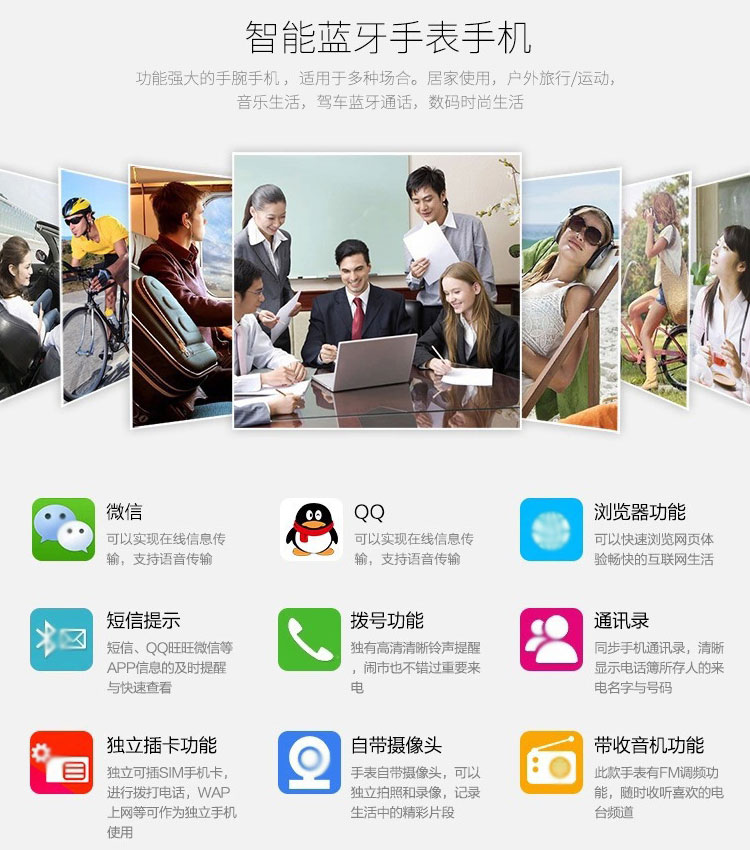 智能蓝牙手表手机
功能强大的手腕手机，适用于多种场合。居家使用，户外旅行/运动，
音乐生活，驾车蓝牙通话，数码时尚生活
微信
可以实现在线信息传
输，支持语音传输
QQ
可以实现在线信息传
输，支持语音传输
浏览器功能
可以快速浏览网页体
验畅快的互联网生活
短信提示
短信、QQ旺旺微信等
APP信息的及时提醒
与快速查看
拨号功能
独有高清清晰铃声提醒
，闹市也不错过重要来
电
通讯录
同步手机通讯录，清晰
显示电话簿所存人的来
电名字与号码
独立插卡功能
独立可插SIM手机卡，
进行拨打电话，WAP
上网等可作为独立手机
使用
自带摄像头
手表自带摄像头，可以
独立拍照和录像，记录
生活中的精彩片段
带收音机功能
此款手表有FM调频功
能，随时收听喜欢的电
台频道